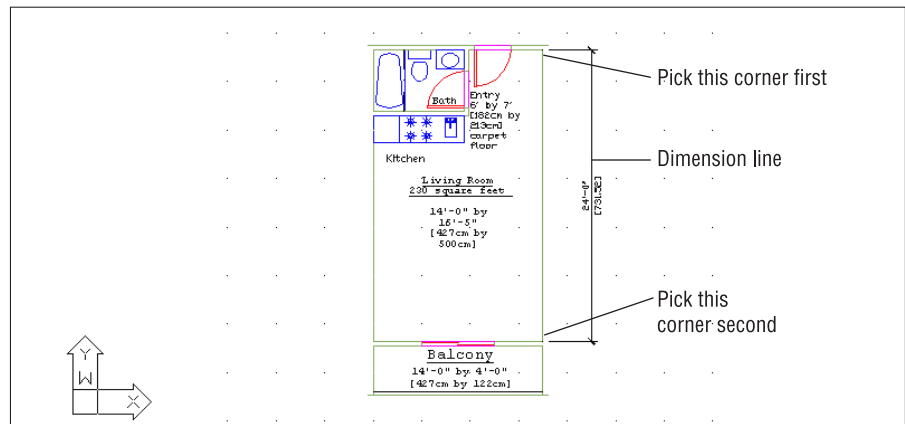 Pick this corner first
Bath
Entry
6' by 7'
[182cm by
213cm]
carpet
floor
Kitchen
Dimension line
Living Room
230 square feet
14'-0" by
16'-5"
[427cm by
500cm]
24'-0"
[731.52]
Pick this
corner second
Balcony
14'-0" by 4'-0"
[427cm by 122cm]
Y
W
X